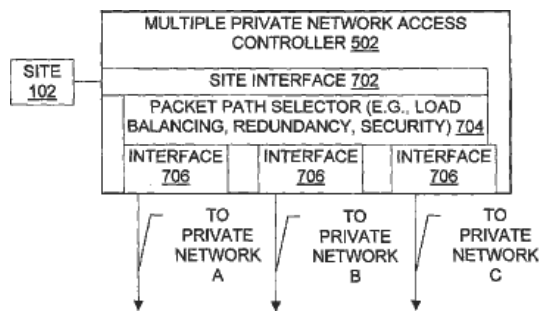 MULTIPLE PRIVATE NETWORK ACCESS
CONTROLLER 502
SITE
102
SITE INTERFACE 702
PACKET PATH SELECTOR (E.G., LOAD
BALANCING, REDUNDANCY, SECURITY) 704
INTERFACE
706
INTERFACE
706
INTERFACE
706
TO
PRIVATE
NETWORK
A
TO
PRIVATE
NETWORK
B
TO
PRIVATE
NETWORK
C